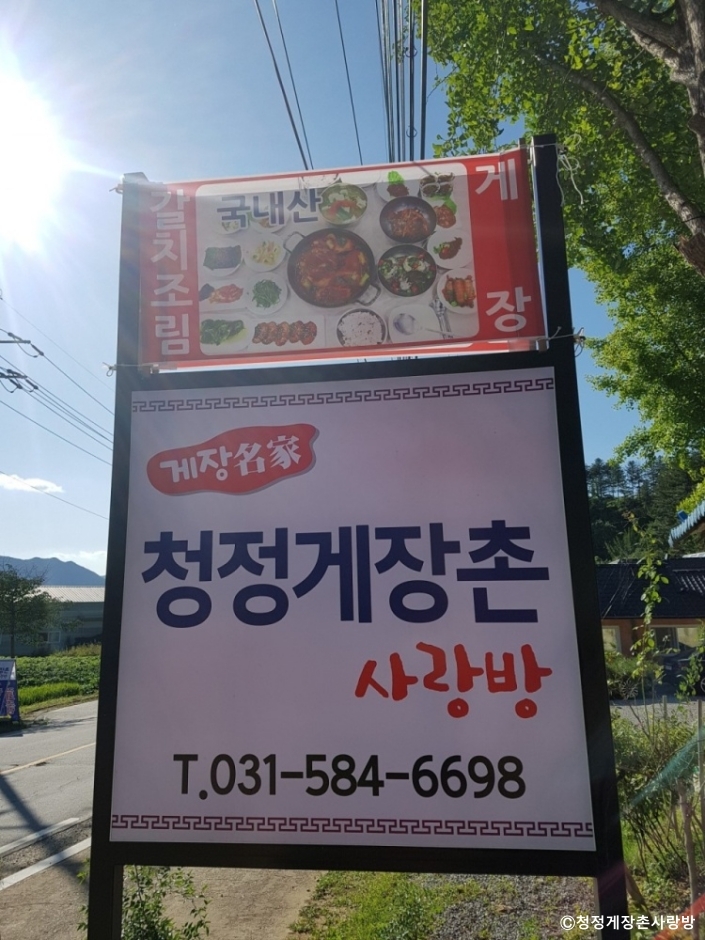 갈치조림
국내산
게장
게장名家
청정게장촌
사랑방
T.031-584-6698
©청정게장촌사랑방